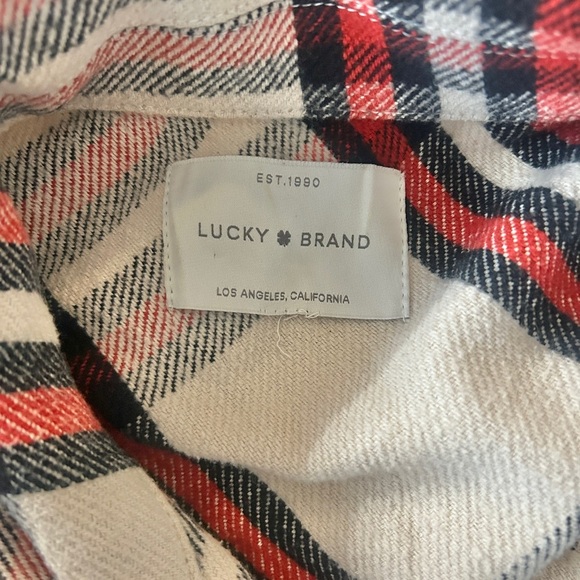 EST.1990
LUCKY BRAND
LOS ANGELES, CALIFORNIA